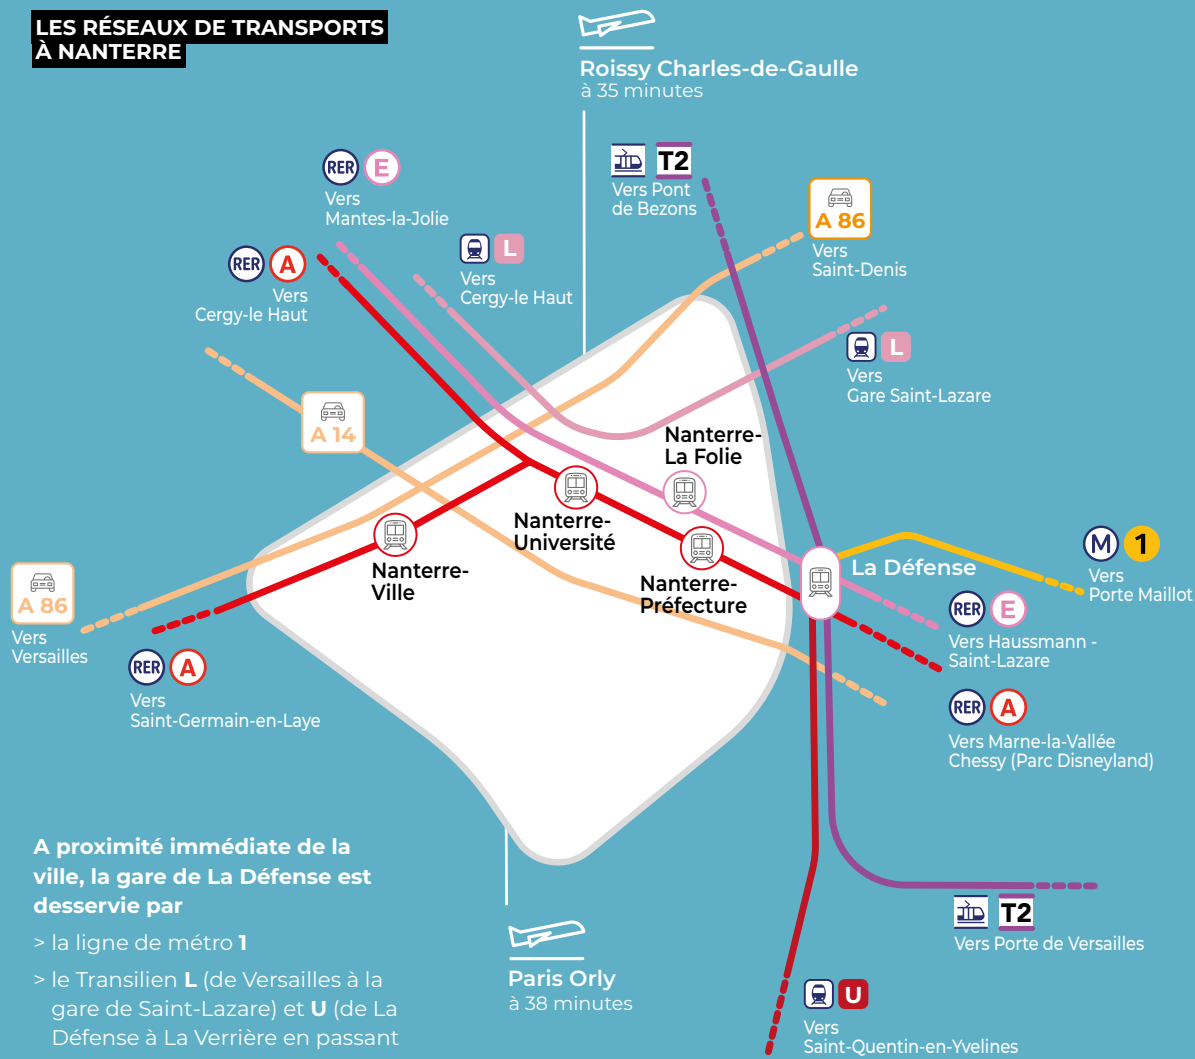 LES RÉSEAUX DE TRANSPORTS
À NANTERRE
Roissy Charles-de-Gaulle
à 35 minutes
RER E
Vers
Mantes-la-Jolie
T2
Vers Pont
de Bezons
A 86
Vers
Saint-Denis
RER A
Vers
Cergy-le Haut
L
Vers
Cergy-le Haut
L
Vers
Gare Saint-Lazare
A 14
Nanterre-
La Folie
Nanterre-
Université
Nanterre-
Ville
Nanterre-
Préfecture
La Défense
M 1
Vers
Porte Maillot
A 86
Vers
Versailles
RER E
Vers Haussmann -
Saint-Lazare
RER A
Vers
Saint-Germain-en-Laye
RER A
Vers Marne-la-Vallée
Chessy (Parc Disneyland)
A proximité immédiate de la
ville, la gare de La Défense est
desservie par
> la ligne de métro 1
> le Transilien L (de Versailles à la
gare de Saint-Lazare) et U (de La
Défense à La Verrière en passant
Paris Orly
à 38 minutes
T2
Vers Porte de Versailles
U
Vers
Saint-Quentin-en-Yvelines